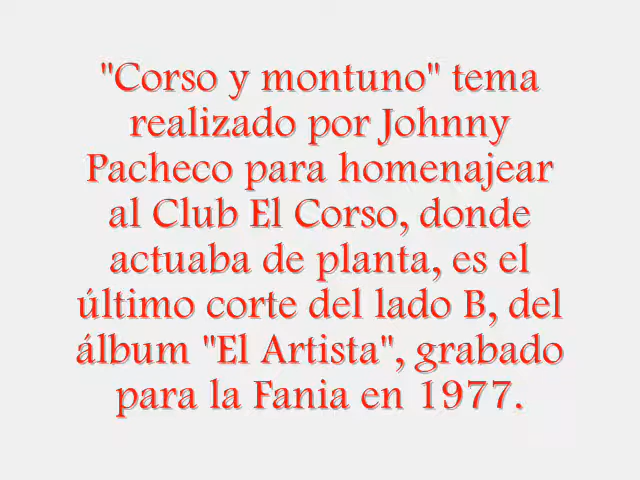 "Corso y montuno" tema
realizado por Johnny
Pacheco para homenajear
al Club El Corso, donde
actuaba de planta, es el
último corte del lado B, del
álbum "El Artista", grabado
para la Fania en 1977.